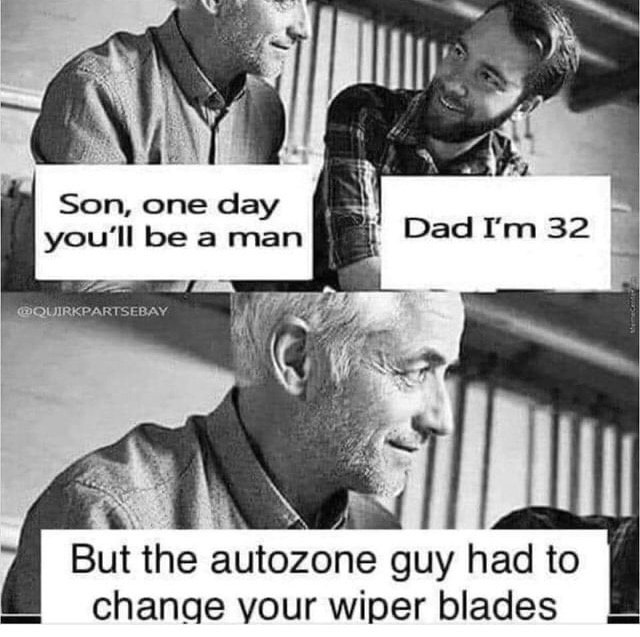 Son, one day
you'll be a man
Dad I'm 32
@QUIRKPARTSEBAY
But the autozone guy had to
change your wiper blades